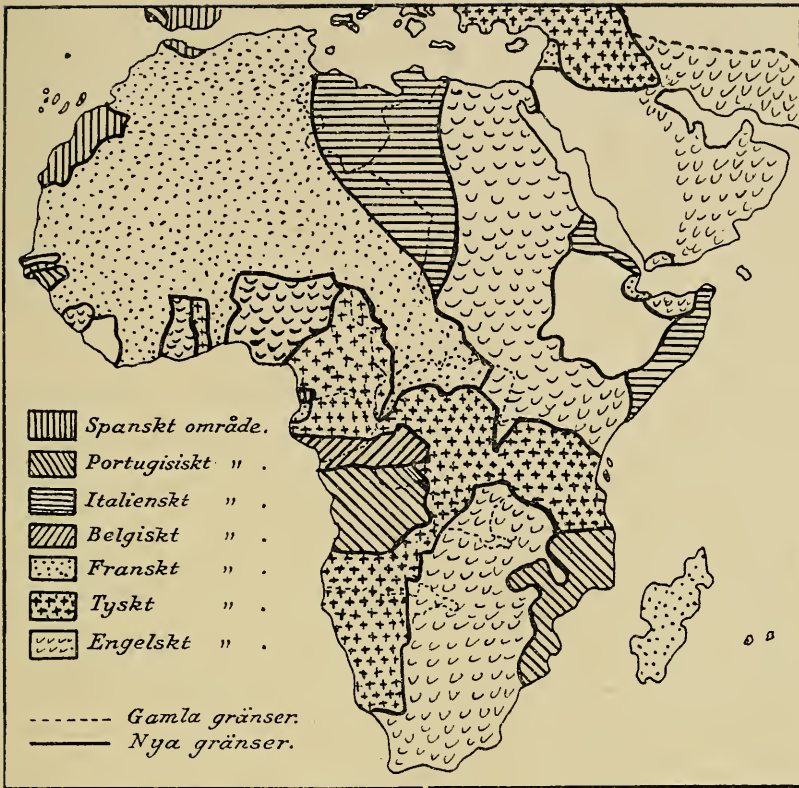 Spanskt område.
Portugisiskt " .
Italienskt " .
Belgiskt " .
Franskt " .
Tyskt " .
Engelskt " .
Gamla gränser.
Nya gränser.